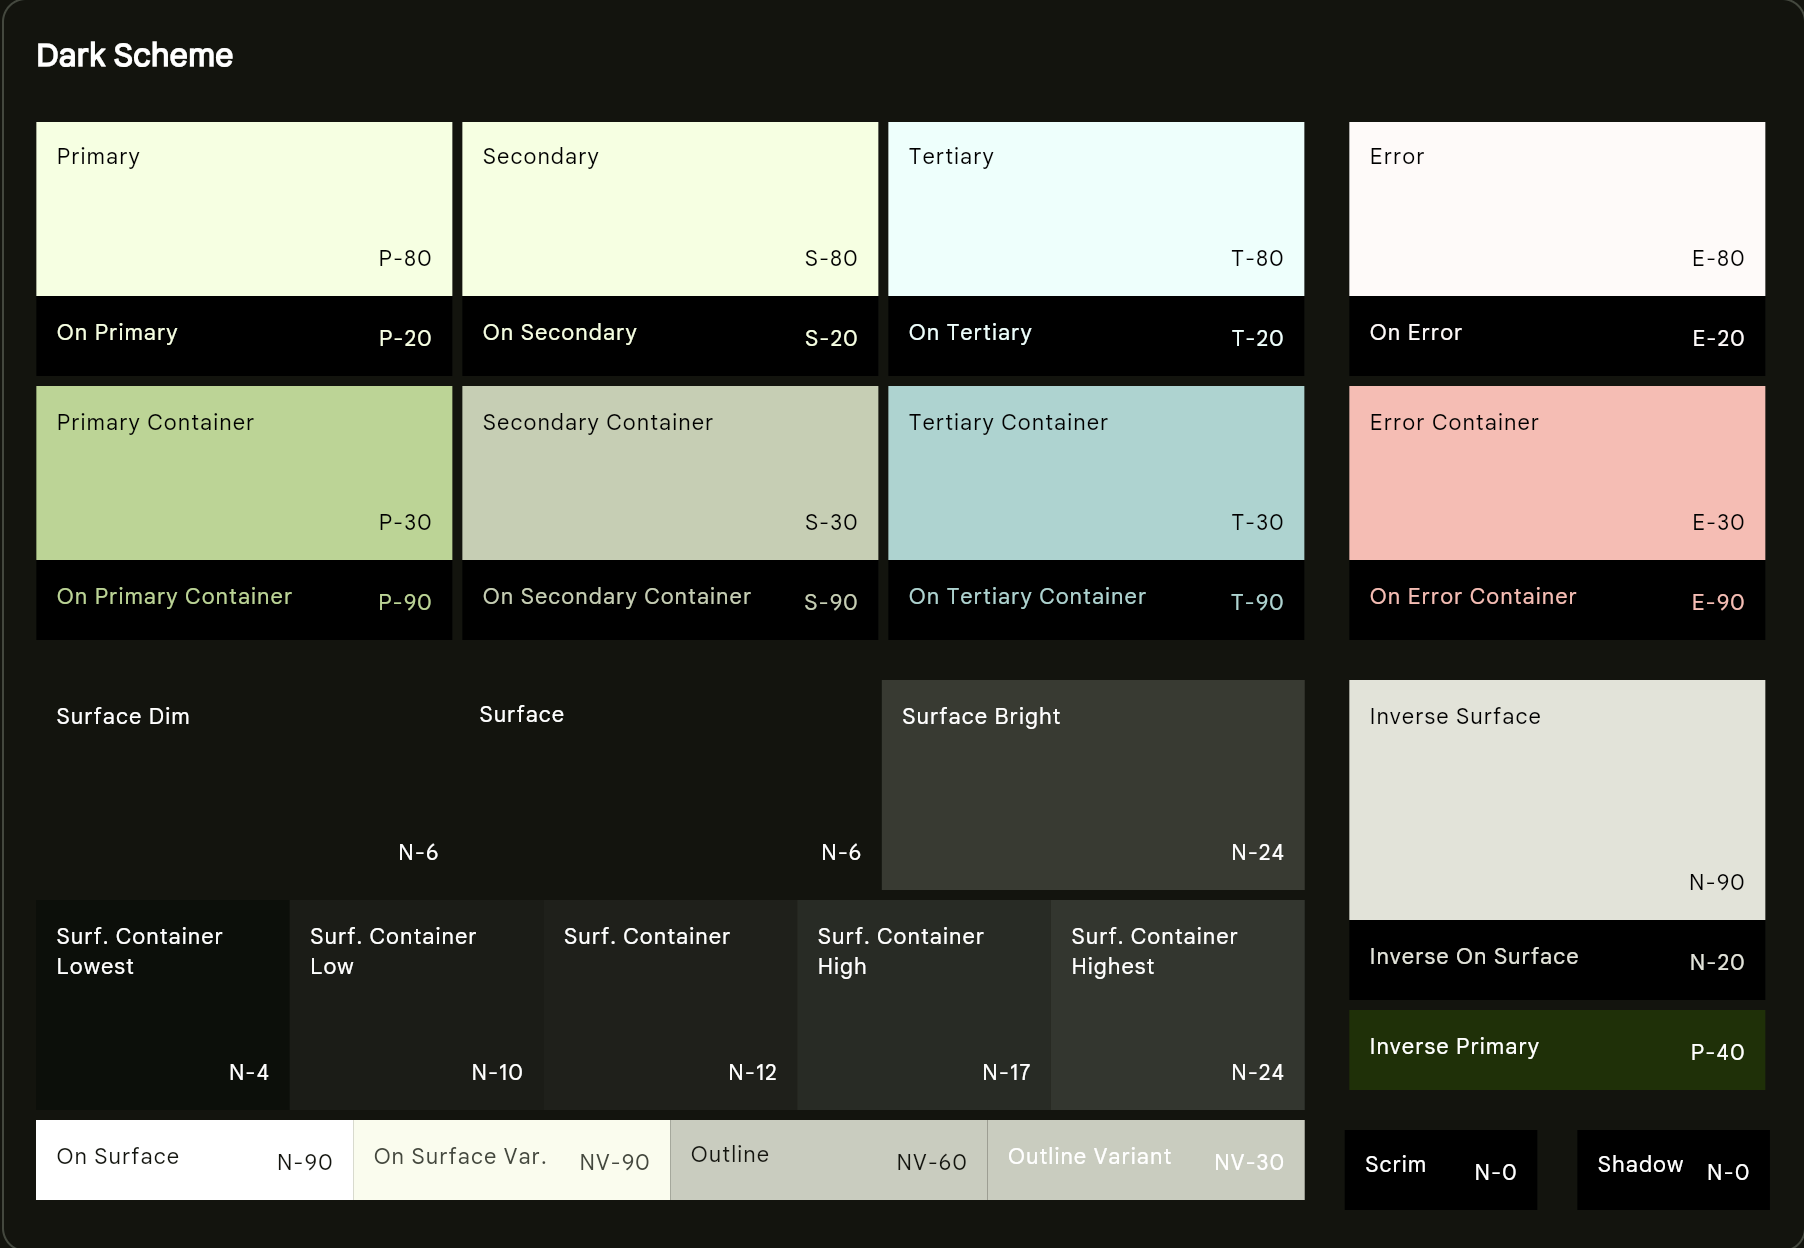 Dark Scheme
Primary
P-80
Secondary
S-80
Tertiary
T-80
Error
E-80
On Primary
P-20
On Secondary
S-20
On Tertiary
T-20
On Error
E-20
Primary Container
P-30
Secondary Container
S-30
Tertiary Container
T-30
Error Container
E-30
On Primary Container
P-90
On Secondary Container
S-90
On Tertiary Container
T-90
On Error Container
E-90
Surface Dim
N-6
Surface
N-6
Surface Bright
N-24
Inverse Surface
N-90
Inverse On Surface
N-20
Inverse Primary
P-40
Surf. Container
Lowest
N-4
Surf. Container
Low
N-10
Surf. Container
N-12
Surf. Container
High
N-17
Surf. Container
Highest
N-24
On Surface
N-90
On Surface Var.
NV-90
Outline
NV-60
Outline Variant
NV-30
Scrim
N-0
Shadow
N-0